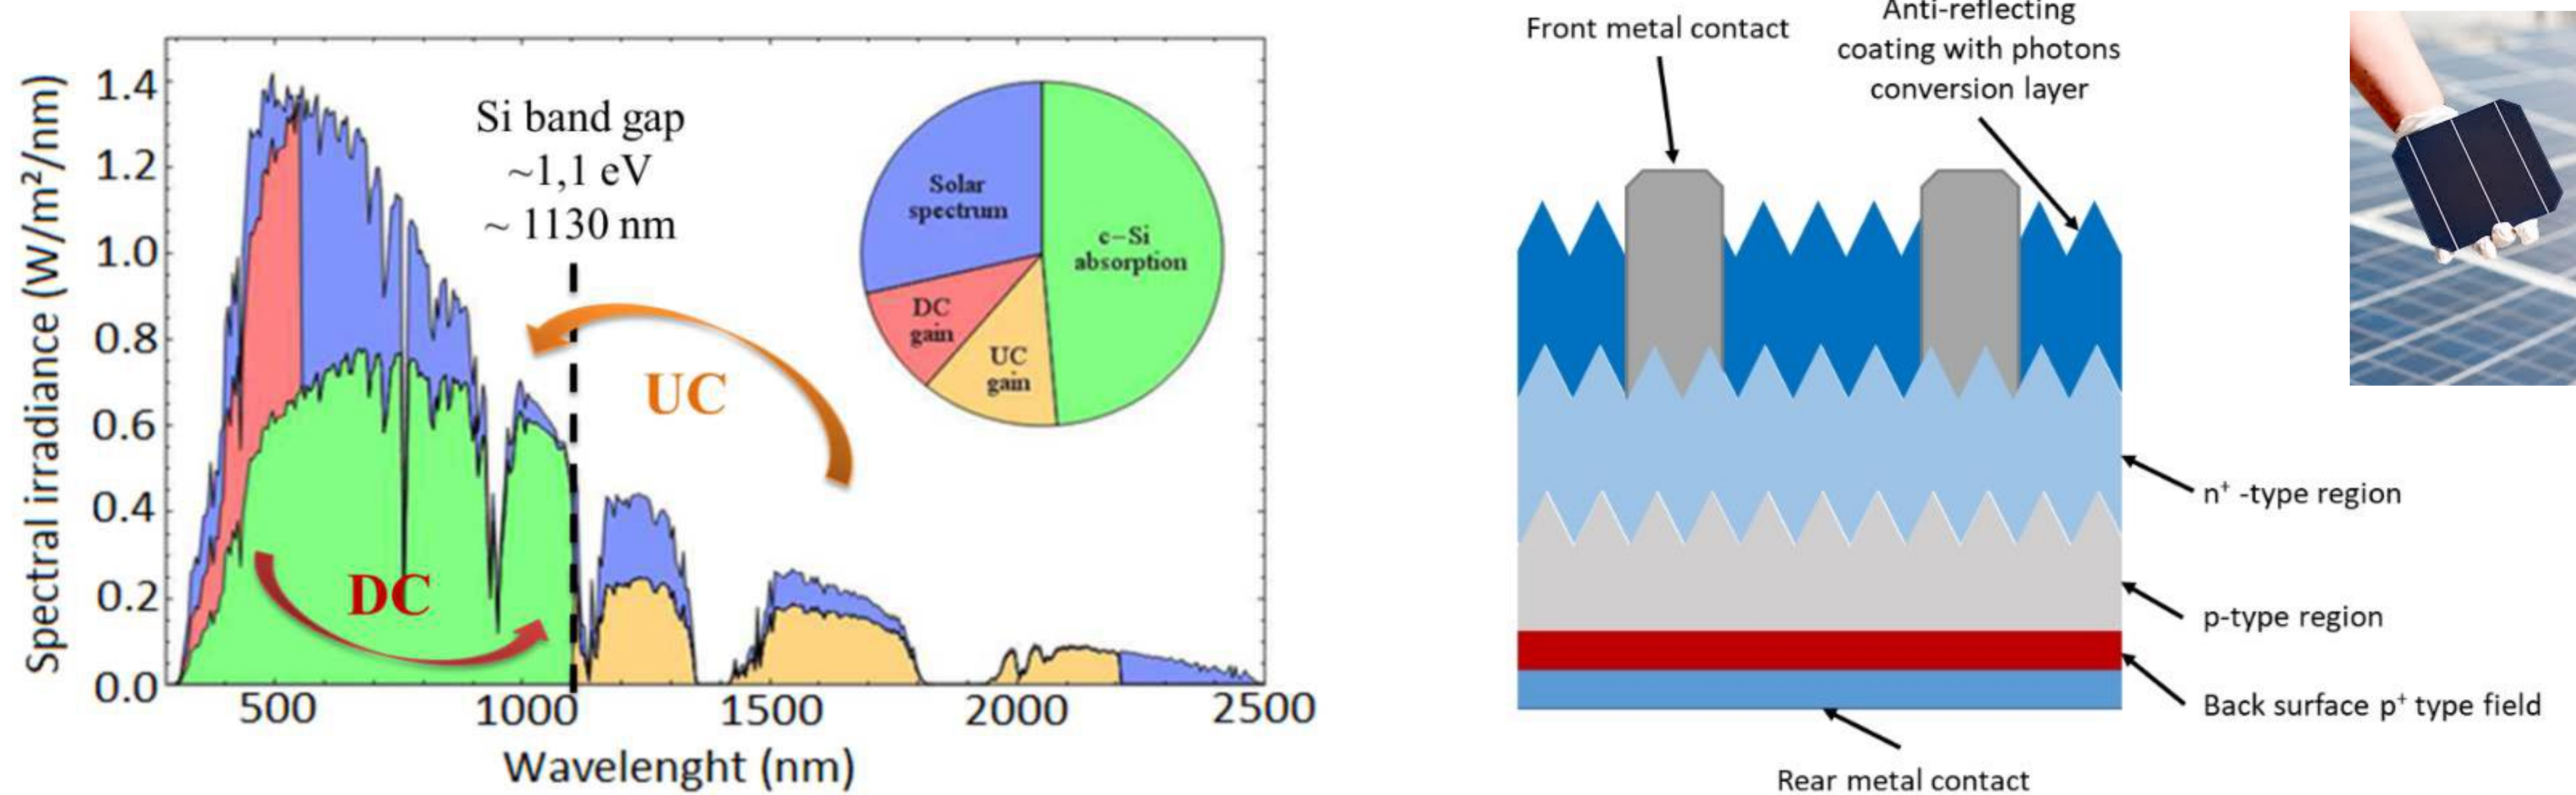 Spectral irradiance (W/m²/nm)
1.4
1.2
1.0
0.8
0.6
0.4
0.2
0.0
500
1000
1500
2000
2500
Wavelenght (nm)
Si band gap
~1,1 eV
~ 1130 nm
UC
DC
Solar
spectrum
c-Si
absorption
DC
gain
UC
gain
Front metal contact
Anti-reflecting
coating with photons
conversion layer
n⁺ -type region
p-type region
Back surface p⁺ type field
Rear metal contact